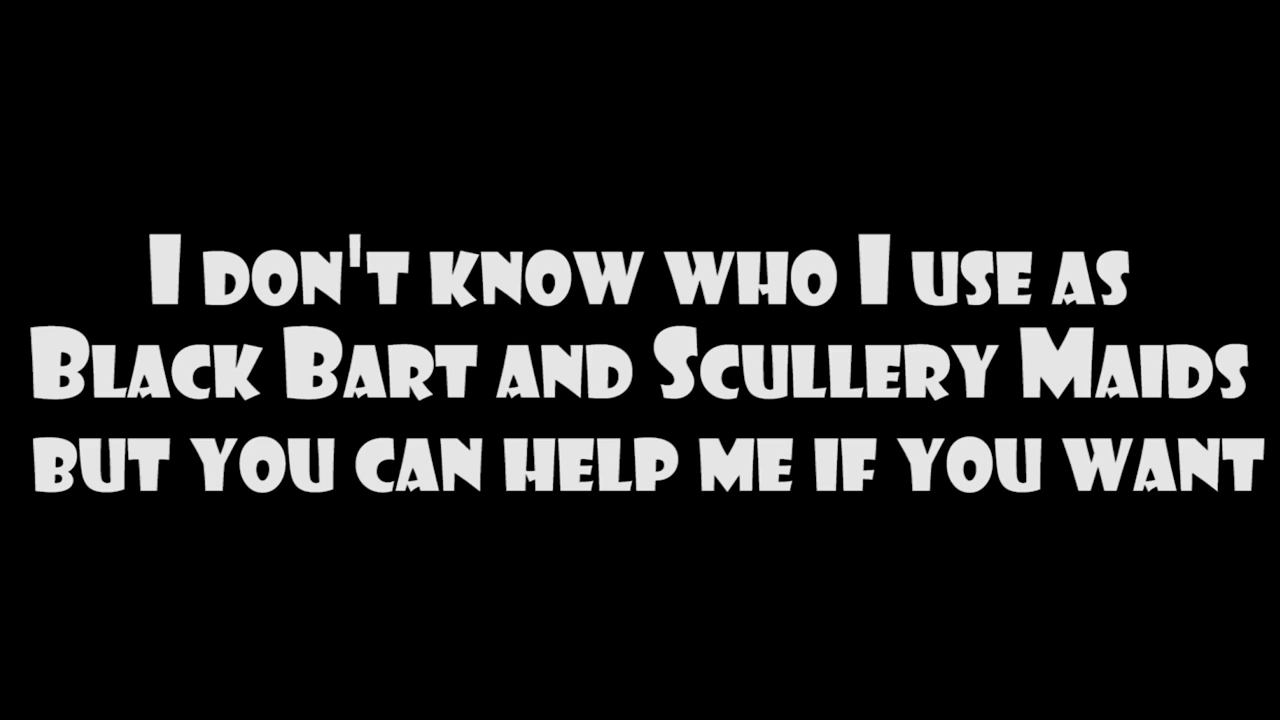 I don't know who I use as
Black Bart and Scullery Maids
but you can help me if you want